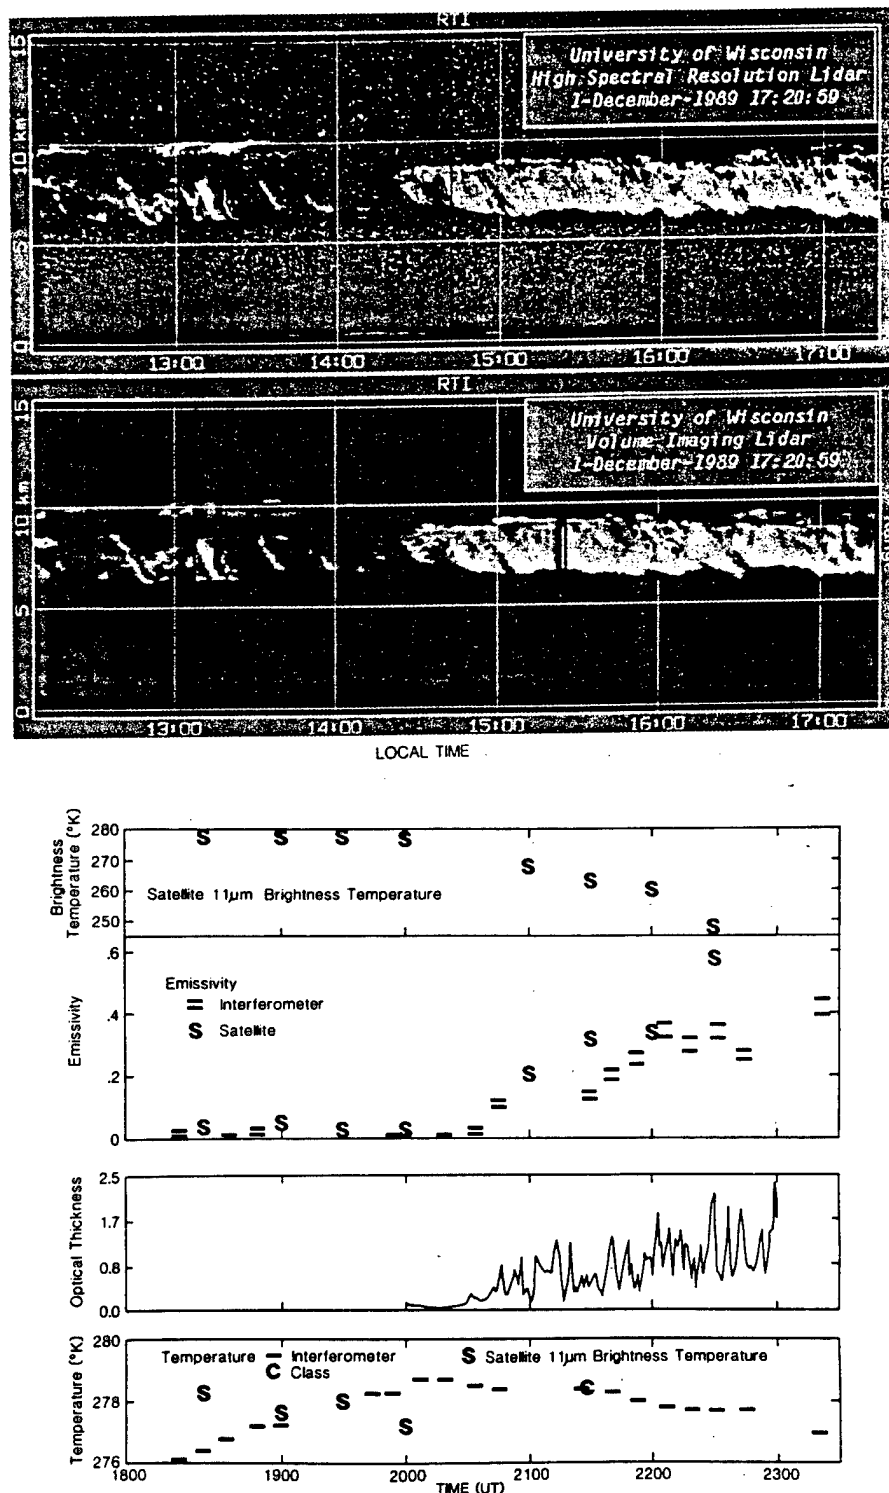 RTI
University of Wisconsin
High Spectral Resolution Lidar
1-December-1989 17:20:59
15
10 km
5
0
13:00 14:00 15:00 16:00 17:00
RTI
University of Wisconsin
Volume Imaging Lidar
1-December-1989 17:20:59
15
10 km
5
0
13:00 14:00 15:00 16:00 17:00
LOCAL TIME
Brightness
Temperature (°K)
280
270
260
250
S S S S S S S S
Satellite 11µm Brightness Temperature
Emissivity
.6
.4
.2
0
Emissivity
Interferometer
S Satellite
S S S S S S S S
Optical Thickness
2.5
1.7
0.8
0.0
Temperature (°K)
280
278
276
Temperature – Interferometer
C Class
S Satellite 11µm Brightness Temperature
S S S S C
1800 1900 2000 2100 2200 2300
TIME (UT)